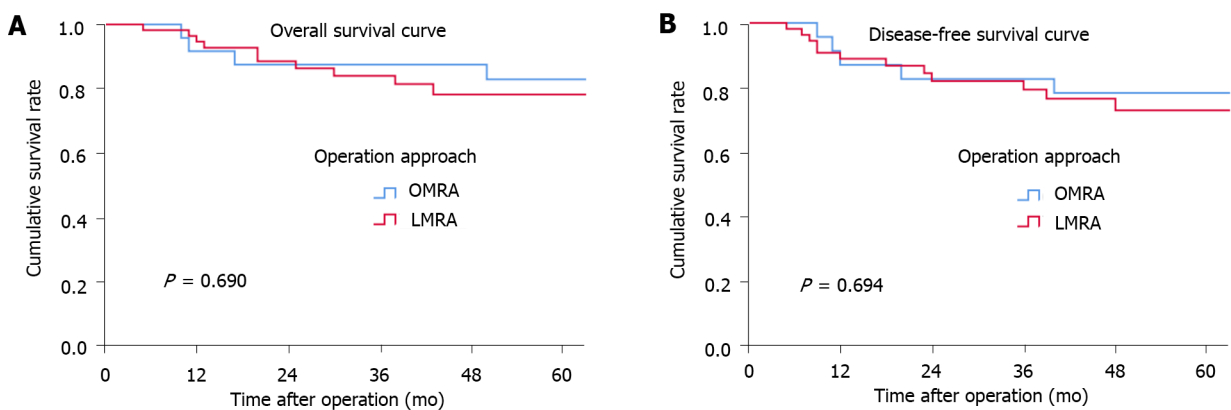 A
Overall survival curve
Cumulative survival rate
1.0
0.8
0.6
0.4
0.2
0.0
Operation approach
OMRA
LMRA
P = 0.690
0 12 24 36 48 60
Time after operation (mo)
B
Disease-free survival curve
Cumulative survival rate
1.0
0.8
0.6
0.4
0.2
0.0
Operation approach
OMRA
LMRA
P = 0.694
0 12 24 36 48 60
Time after operation (mo)